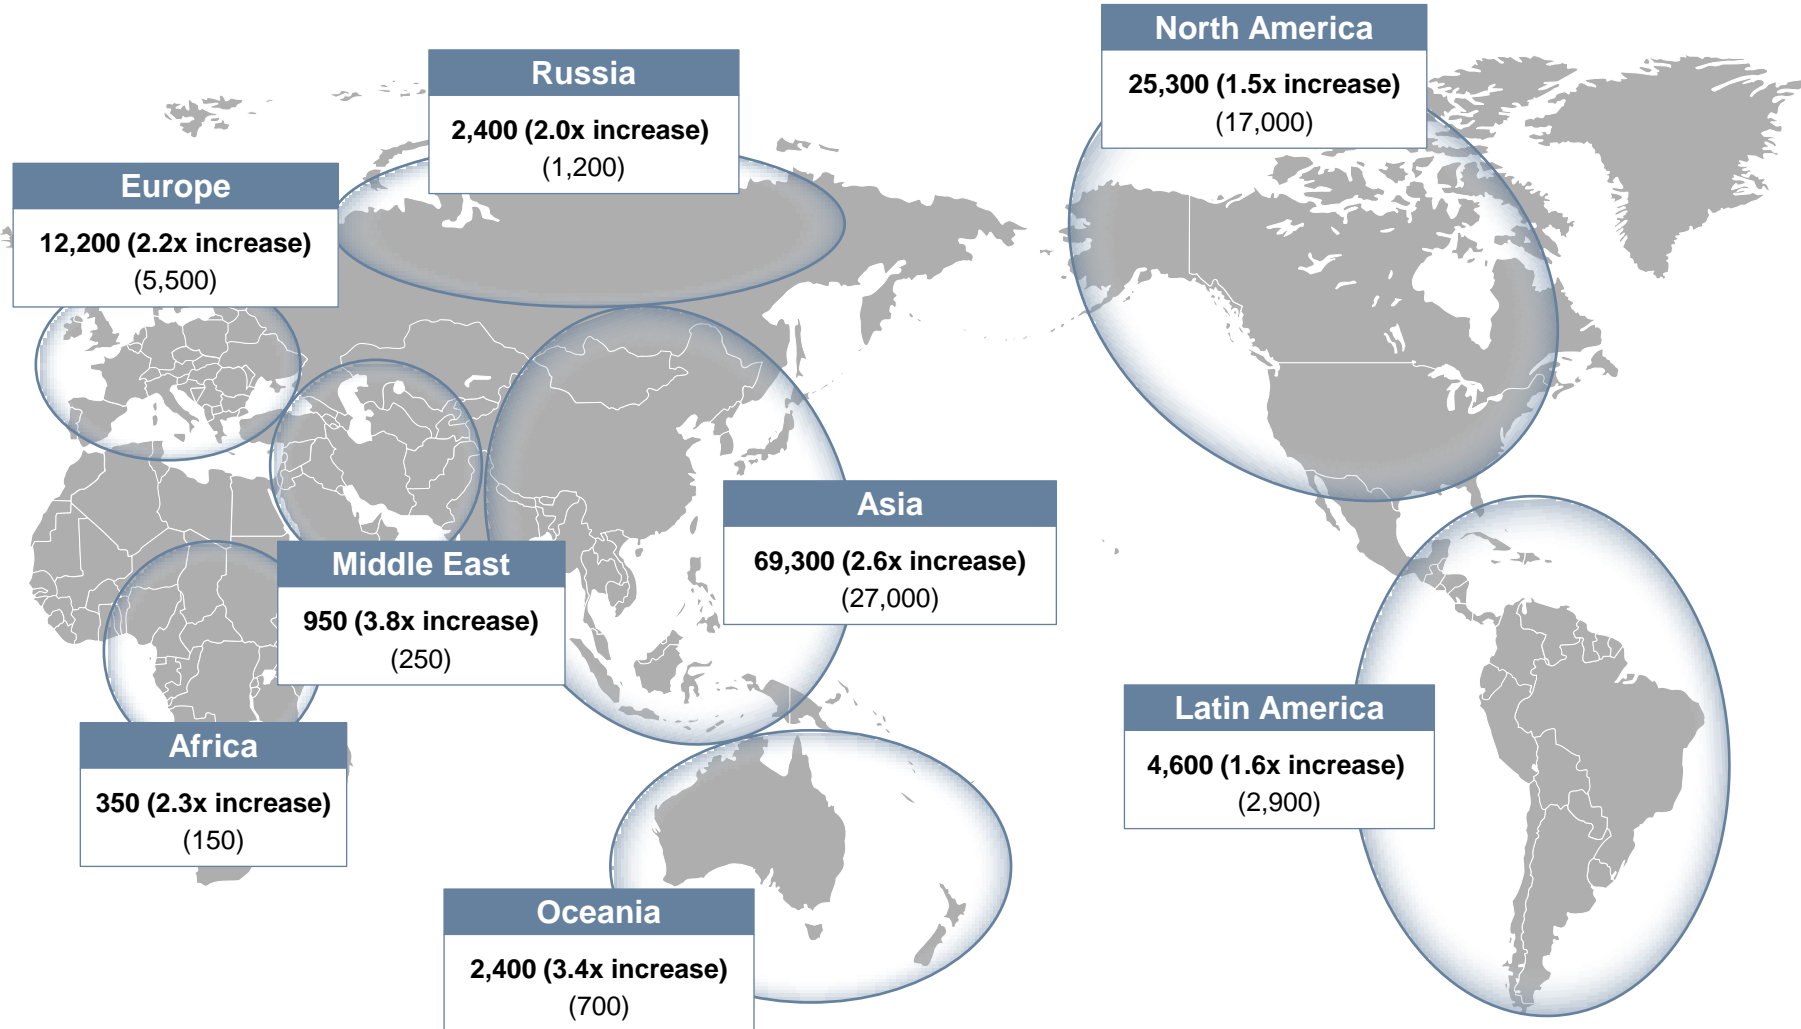 North America
25,300 (1.5x increase)
(17,000)
Russia
2,400 (2.0x increase)
(1,200)
Europe
12,200 (2.2x increase)
(5,500)
Asia
69,300 (2.6x increase)
(27,000)
Middle East
950 (3.8x increase)
(250)
Latin America
4,600 (1.6x increase)
(2,900)
Africa
350 (2.3x increase)
(150)
Oceania
2,400 (3.4x increase)
(700)